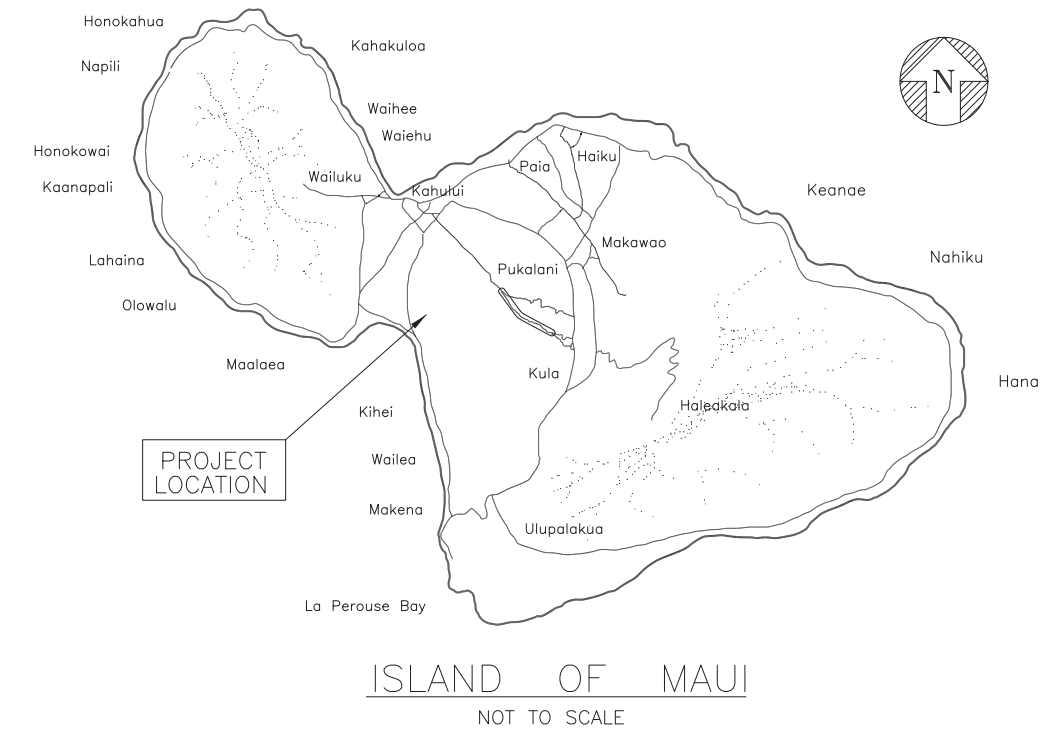 Honokahua
Kahakuloa
Napili
N
Waihee
Waiehu
Honokowai
Haiku
Paia
Wailuku
Kaanapali
Kahului
Keanae
Makawao
Nahiku
Lahaina
Pukalani
Olowalu
Maalaea
Kula
Hana
Haleakala
Kihei
PROJECT
LOCATION
Wailea
Makena
Ulupalakua
La Perouse Bay
ISLAND OF MAUI
NOT TO SCALE